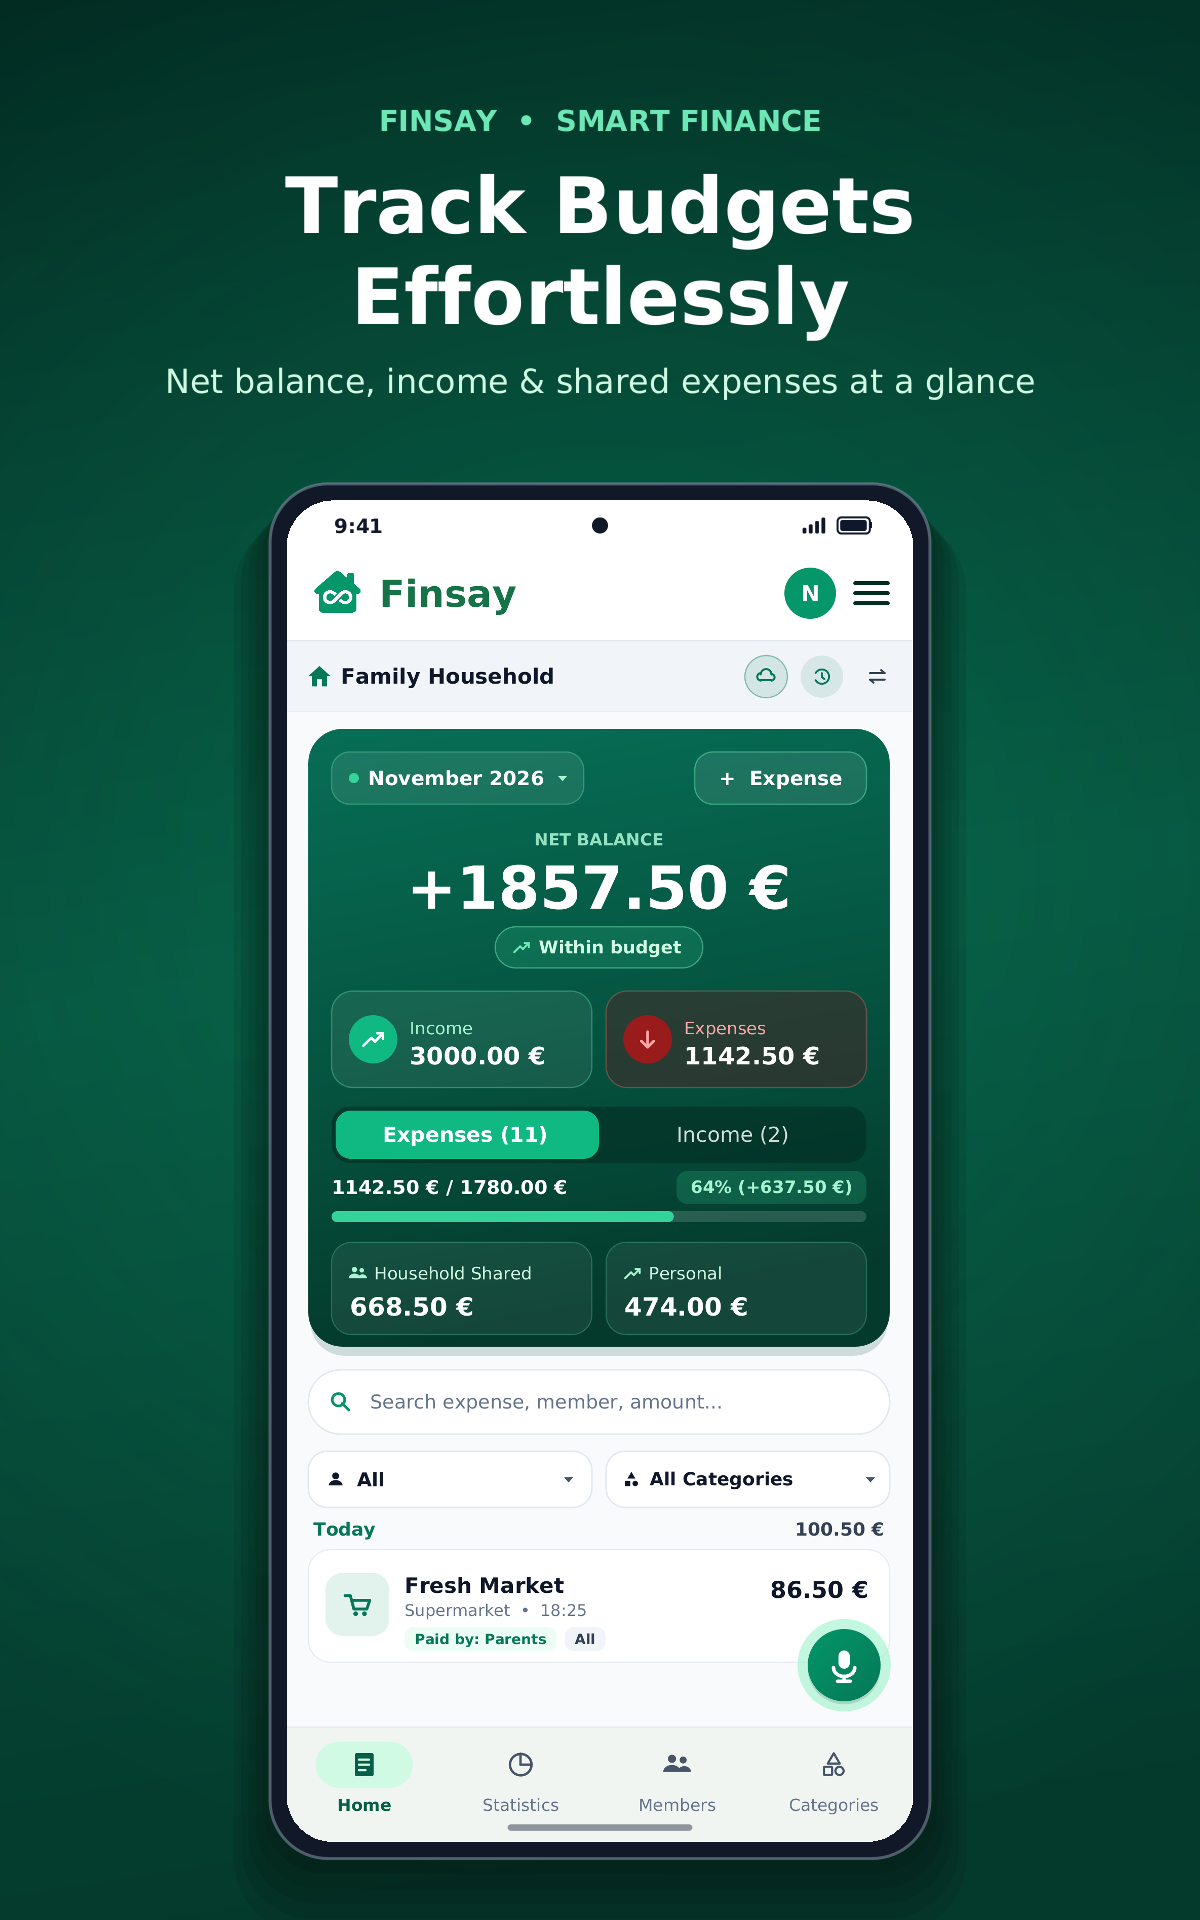 FINSAY • SMART FINANCE
Track Budgets
Effortlessly
Net balance, income & shared expenses at a glance
9:41
Finsay
N
Family Household
November 2026
+ Expense
NET BALANCE
+1857.50 €
Within budget
Income
3000.00 €
Expenses
1142.50 €
Expenses (11)
Income (2)
1142.50 € / 1780.00 €
64% (+637.50 €)
Household Shared
668.50 €
Personal
474.00 €
Search expense, member, amount...
All
All Categories
Today
100.50 €
Fresh Market
86.50 €
Supermarket • 18:25
Paid by: Parents
All
Home
Statistics
Members
Categories